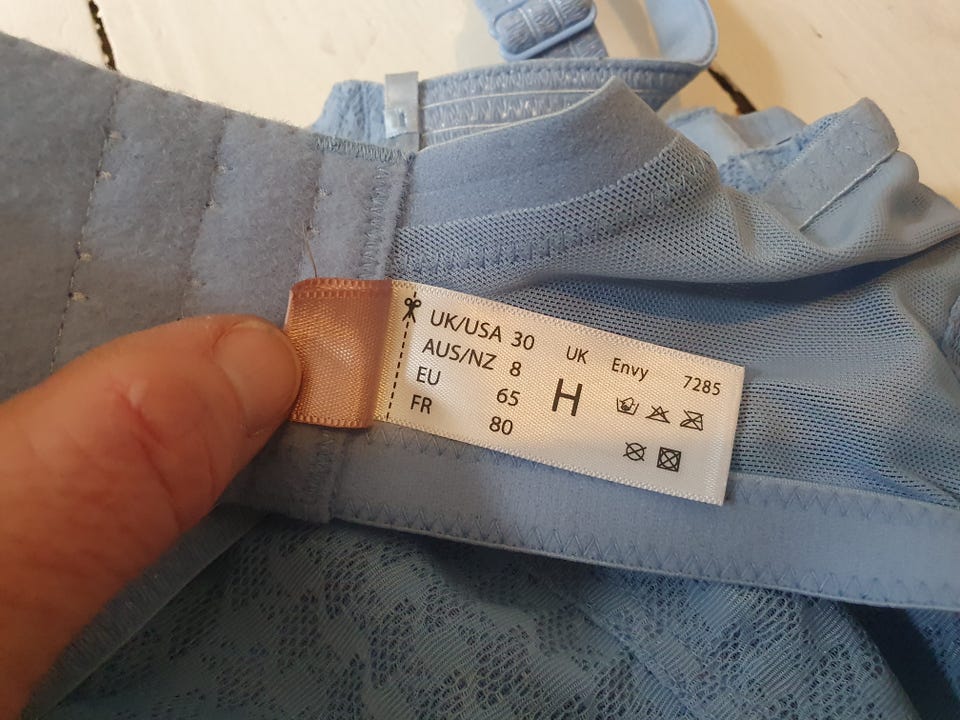 UK/USA 30 UK Envy 7285
AUS/NZ 8 H
EU 65
FR 80